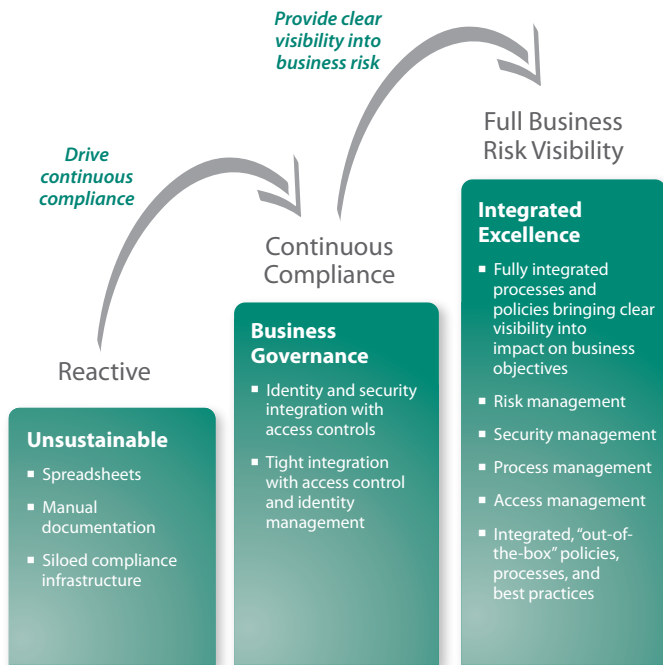 Provide clear
visibility into
business risk
Drive
continuous
compliance
Reactive
Unsustainable
▪ Spreadsheets
▪ Manual
documentation
▪ Siloed compliance
infrastructure
Continuous
Compliance
Business
Governance
▪ Identity and security
integration with
access controls
▪ Tight integration
with access control
and identity
management
Full Business
Risk Visibility
Integrated
Excellence
▪ Fully integrated
processes and
policies bringing clear
visibility into
impact on business
objectives
▪ Risk management
▪ Security management
▪ Process management
▪ Access management
▪ Integrated, “out-of-
the-box” policies,
processes, and
best practices